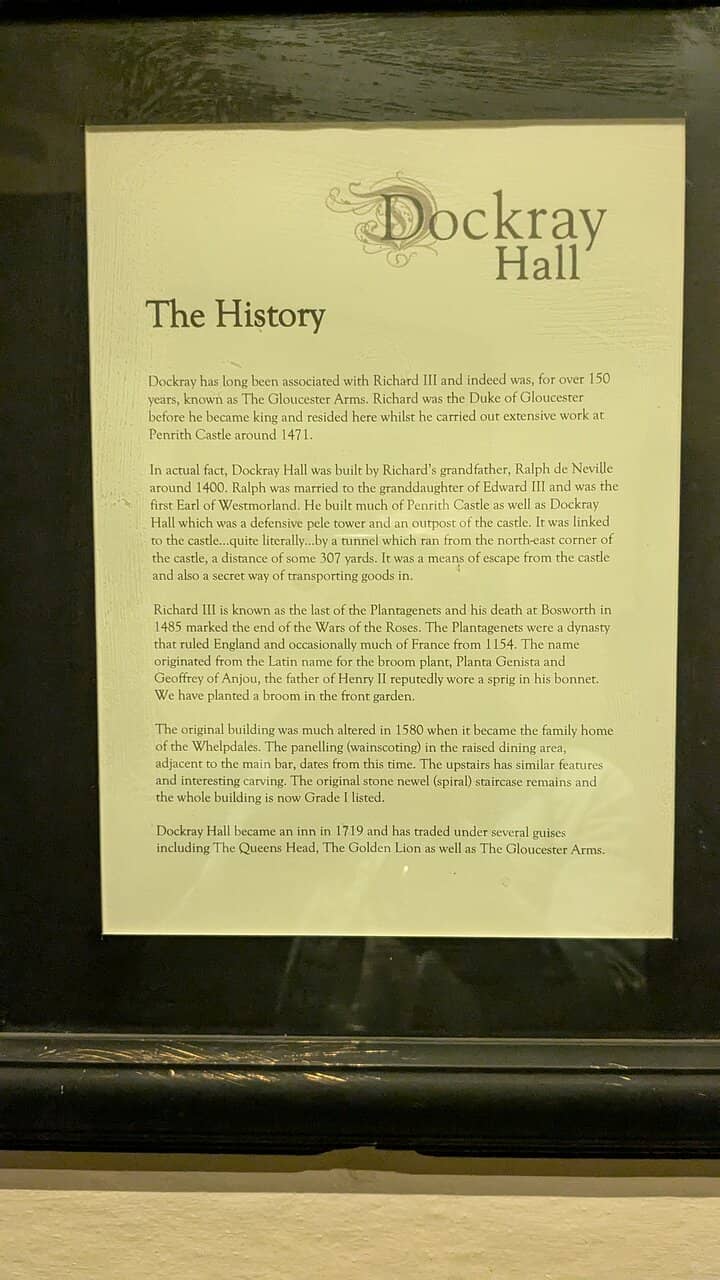 Dockray
Hall
The History
Dockray has long been associated with Richard III and indeed was, for over 150
years, known as The Gloucester Arms. Richard was the Duke of Gloucester
before he became king and resided here whilst he carried out extensive work at
Penrith Castle around 1471.
In actual fact, Dockray Hall was built by Richard's grandfather, Ralph de Neville
around 1400. Ralph was married to the granddaughter of Edward III and was the
first Earl of Westmorland. He built much of Penrith Castle as well as Dockray
Hall which was a defensive pele tower and an outpost of the castle. It was linked
to the castle...quite literally...by a tunnel which ran from the north-east corner of
the castle, a distance of some 307 yards. It was a means of escape from the castle
and also a secret way of transporting goods in.
Richard III is known as the last of the Plantagenets and his death at Bosworth in
1485 marked the end of the Wars of the Roses. The Plantagenets were a dynasty
that ruled England and occasionally much of France from 1154. The name
originated from the Latin name for the broom plant, Planta Genista and
Geoffrey of Anjou, the father of Henry II reputedly wore a sprig in his bonnet.
We have planted a broom in the front garden.
The original building was much altered in 1580 when it became the family home
of the Whelpdales. The panelling (wainscoting) in the raised dining area,
adjacent to the main bar, dates from this time. The upstairs has similar features
and interesting carving. The original stone newel (spiral) staircase remains and
the whole building is now Grade I listed.
Dockray Hall became an inn in 1719 and has traded under several guises
including The Queens Head, The Golden Lion as well as The Gloucester Arms.